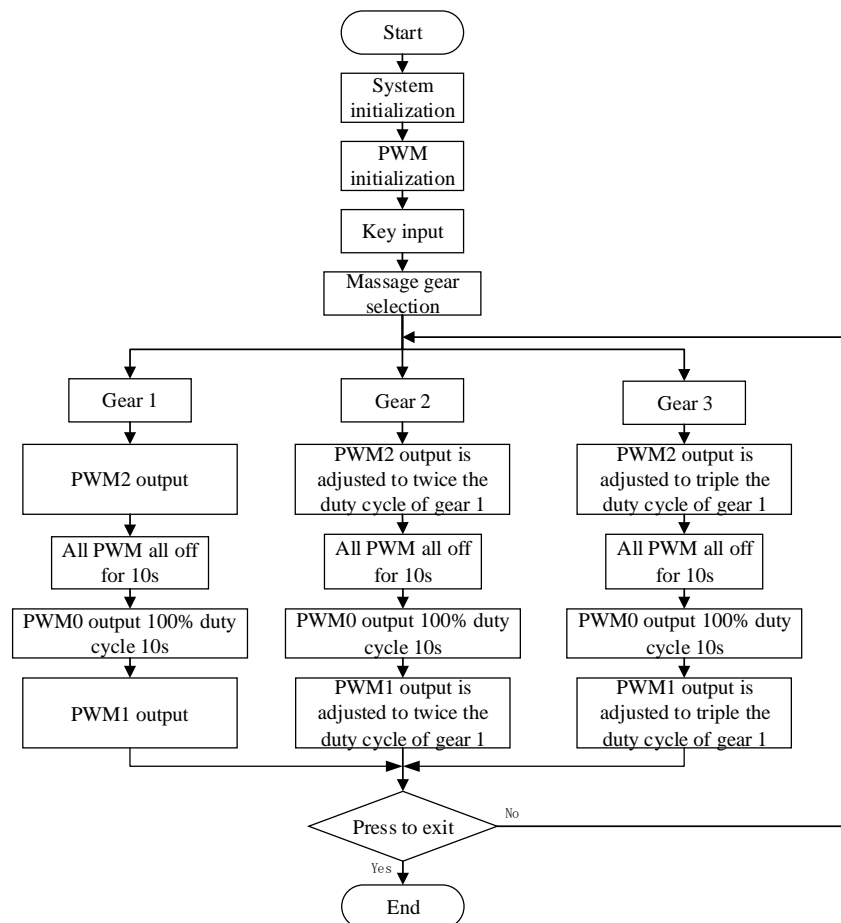 Start
System
initialization
PWM
initialization
Key input
Massage gear
selection
Gear 1
Gear 2
Gear 3
PWM2 output
PWM2 output is
adjusted to twice the
duty cycle of gear 1
PWM2 output is
adjusted to triple the
duty cycle of gear 1
All PWM all off
for 10s
All PWM all off
for 10s
All PWM all off
for 10s
PWM0 output 100% duty
cycle 10s
PWM0 output 100% duty
cycle 10s
PWM0 output 100% duty
cycle 10s
PWM1 output
PWM1 output is
adjusted to twice the
duty cycle of gear 1
PWM1 output is
adjusted to triple the
duty cycle of gear 1
Press to exit
No
Yes
End